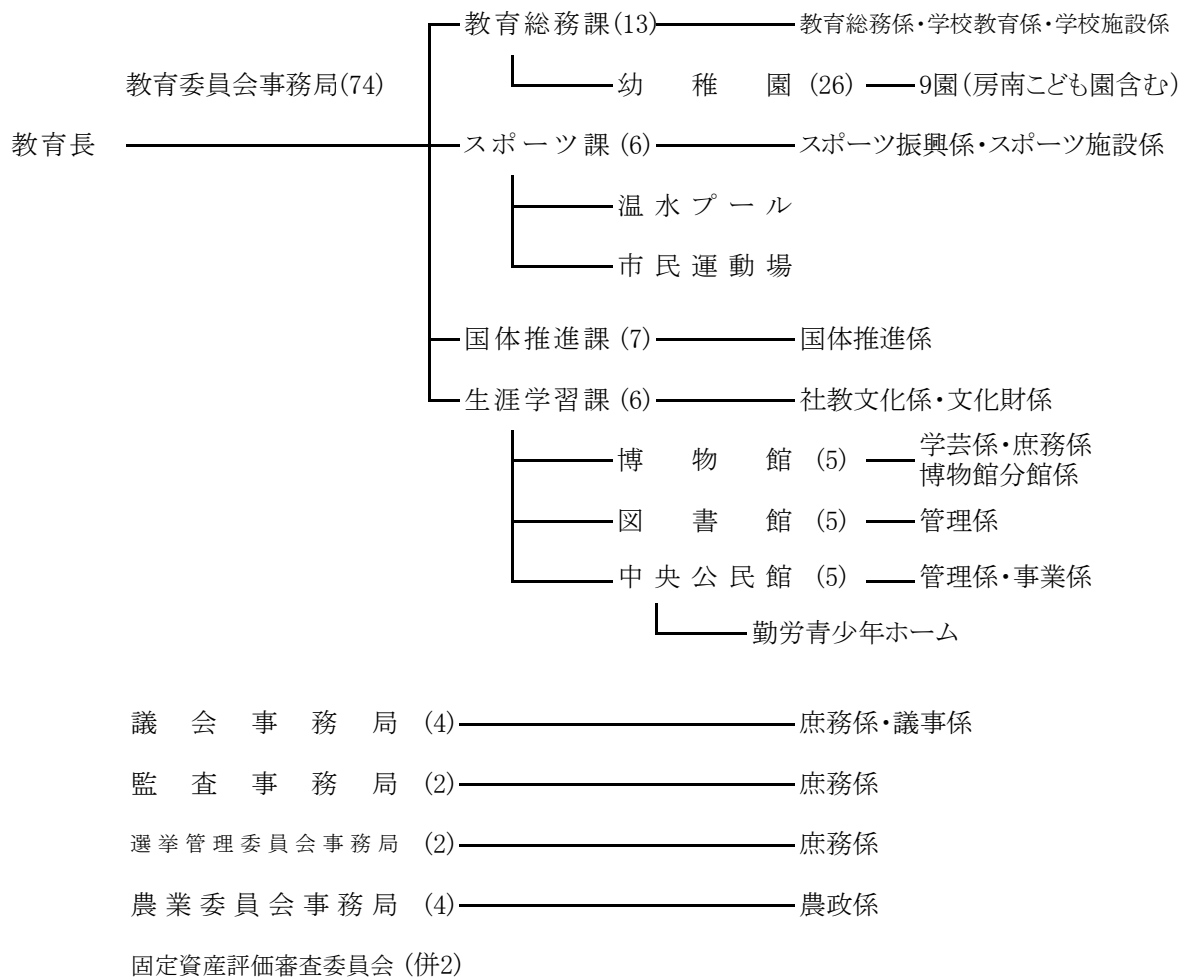 教育総務課(13) 教育総務係・学校教育係・学校施設係
教育委員会事務局(74)
幼稚園 (26) 9園(房南こども園含む)
教育長
スポーツ課 (6) スポーツ振興係・スポーツ施設係
温水プール
市民運動場
国体推進課 (7) 国体推進係
生涯学習課 (6) 社教文化係・文化財係
博物館 (5) 学芸係・庶務係
博物館分館係
図書館 (5) 管理係
中央公民館 (5) 管理係・事業係
勤労青少年ホーム
議会事務局 (4) 庶務係・議事係
監査事務局 (2) 庶務係
選挙管理委員会事務局 (2) 庶務係
農業委員会事務局 (4) 農政係
固定資産評価審査委員会 (併2)